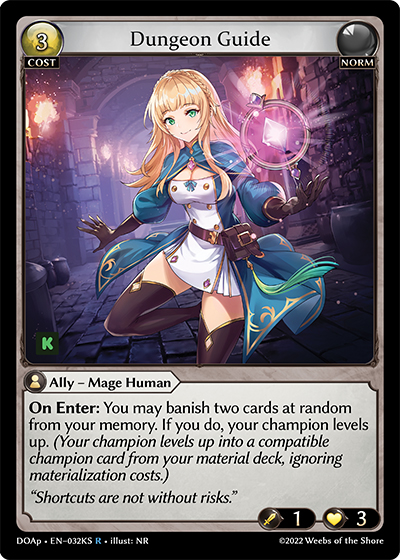 3
Dungeon Guide
COST
NORM
K
Ally – Mage Human
On Enter: You may banish two cards at random
from your memory. If you do, your champion levels
up. (Your champion levels up into a compatible
champion card from your material deck, ignoring
materialization costs.)
“Shortcuts are not without risks.”
1
3
DOAp • EN–032KS R • illust: NR
©2022 Weebs of the Shore